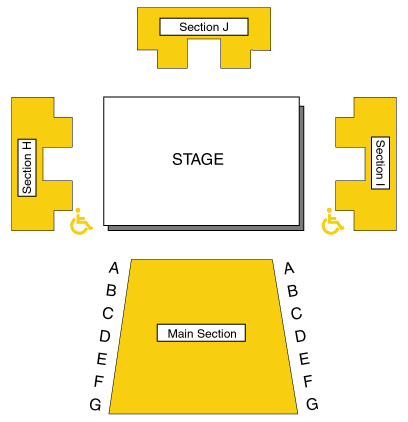 Section J
Section H
STAGE
Section I
Main Section
A A
B B
C C
D D
E E
F F
G G